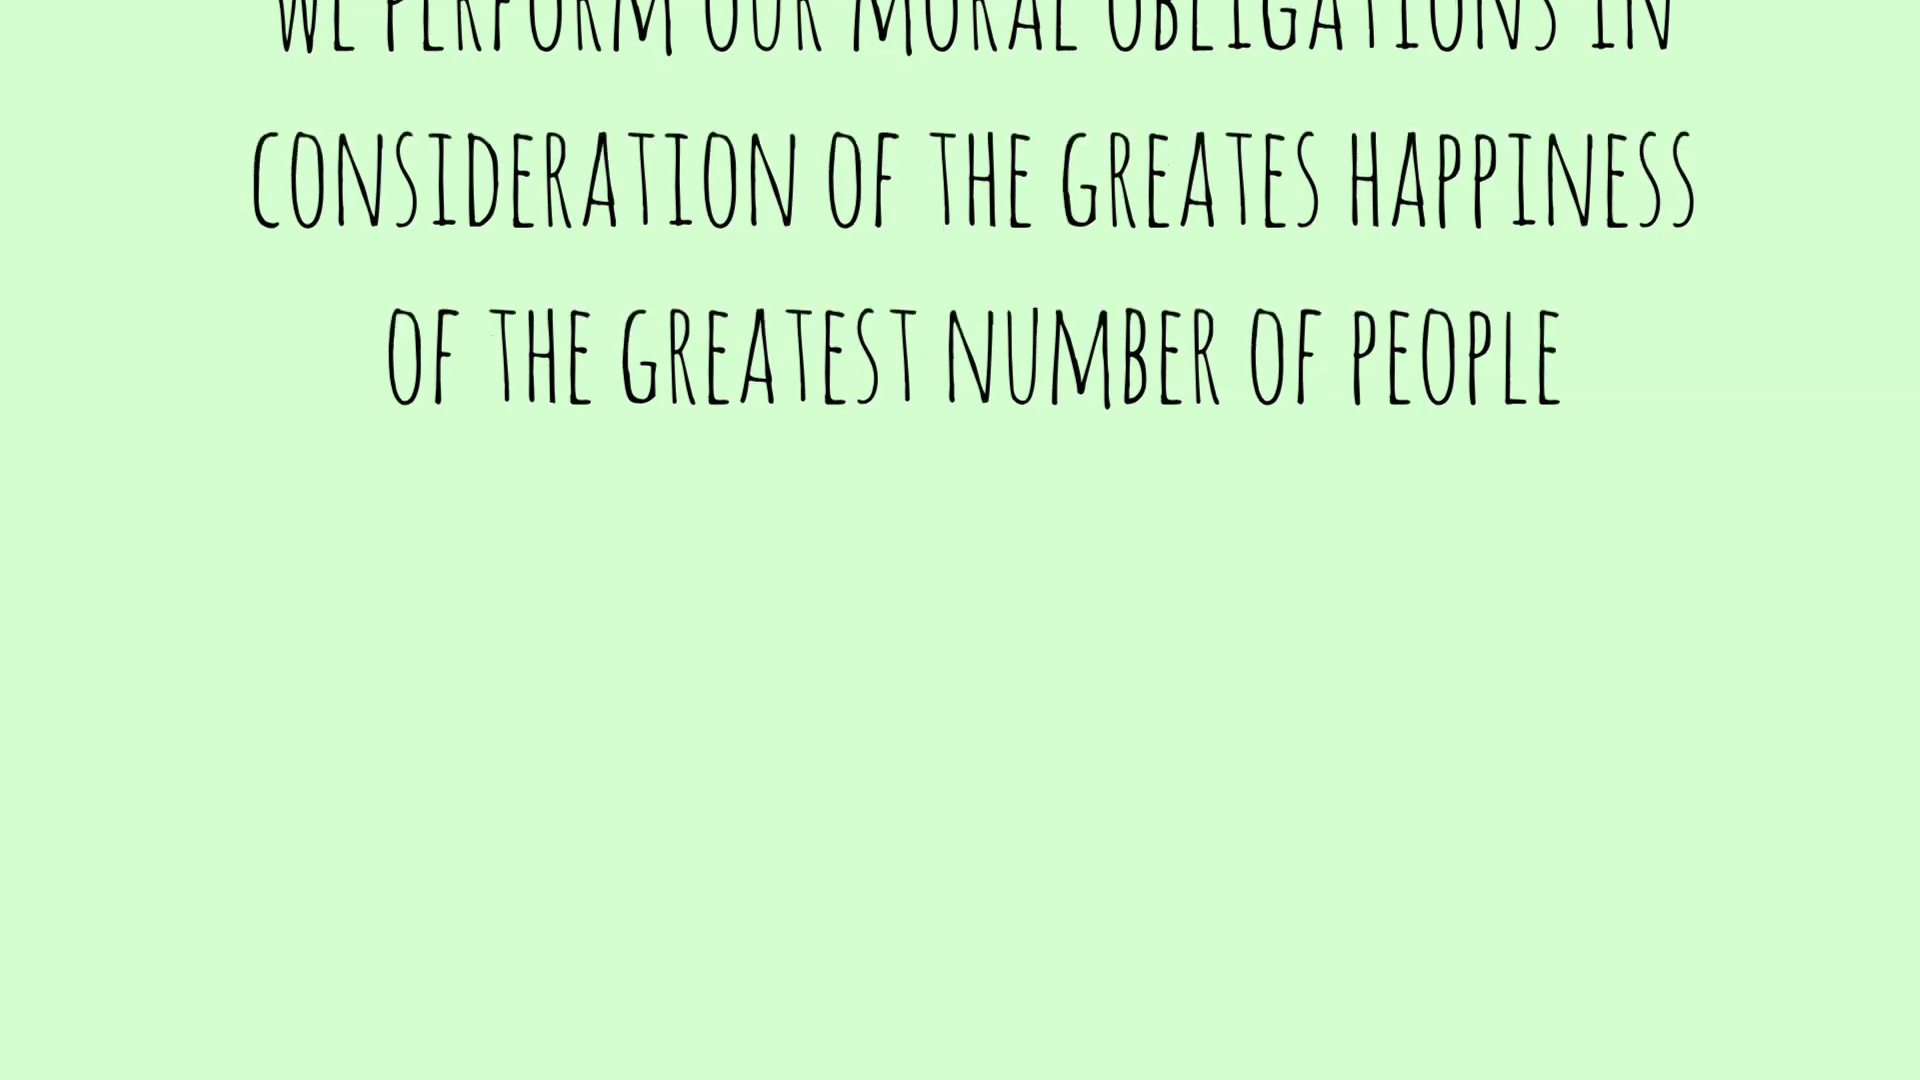 WE PERFORM OUR MORAL OBLIGATIONS IN
CONSIDERATION OF THE GREATES HAPPINESS
OF THE GREATEST NUMBER OF PEOPLE